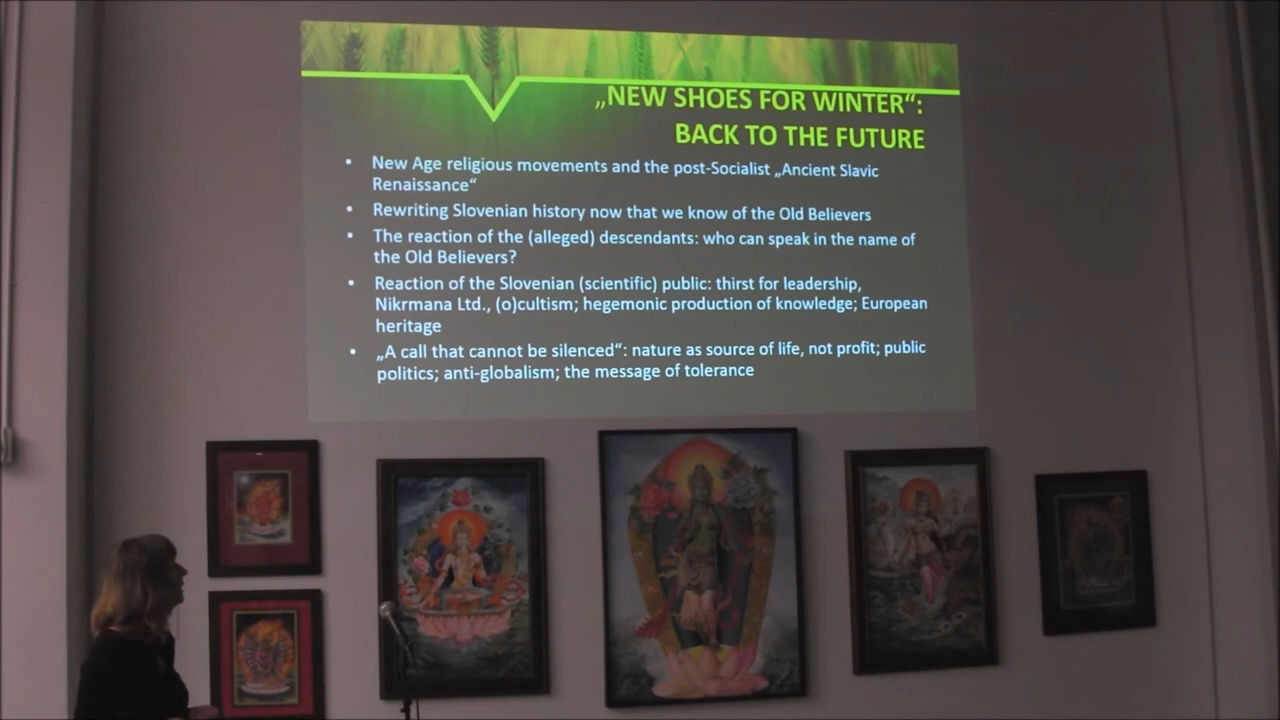 „NEW SHOES FOR WINTER“:
BACK TO THE FUTURE
• New Age religious movements and the post-Socialist „Ancient Slavic
Renaissance“
• Rewriting Slovenian history now that we know of the Old Believers
• The reaction of the (alleged) descendants: who can speak in the name of
the Old Believers?
• Reaction of the Slovenian (scientific) public: thirst for leadership,
Nikrmana Ltd., (o)cultism; hegemonic production of knowledge; European
heritage
• „A call that cannot be silenced“: nature as source of life, not profit; public
politics; anti-globalism; the message of tolerance